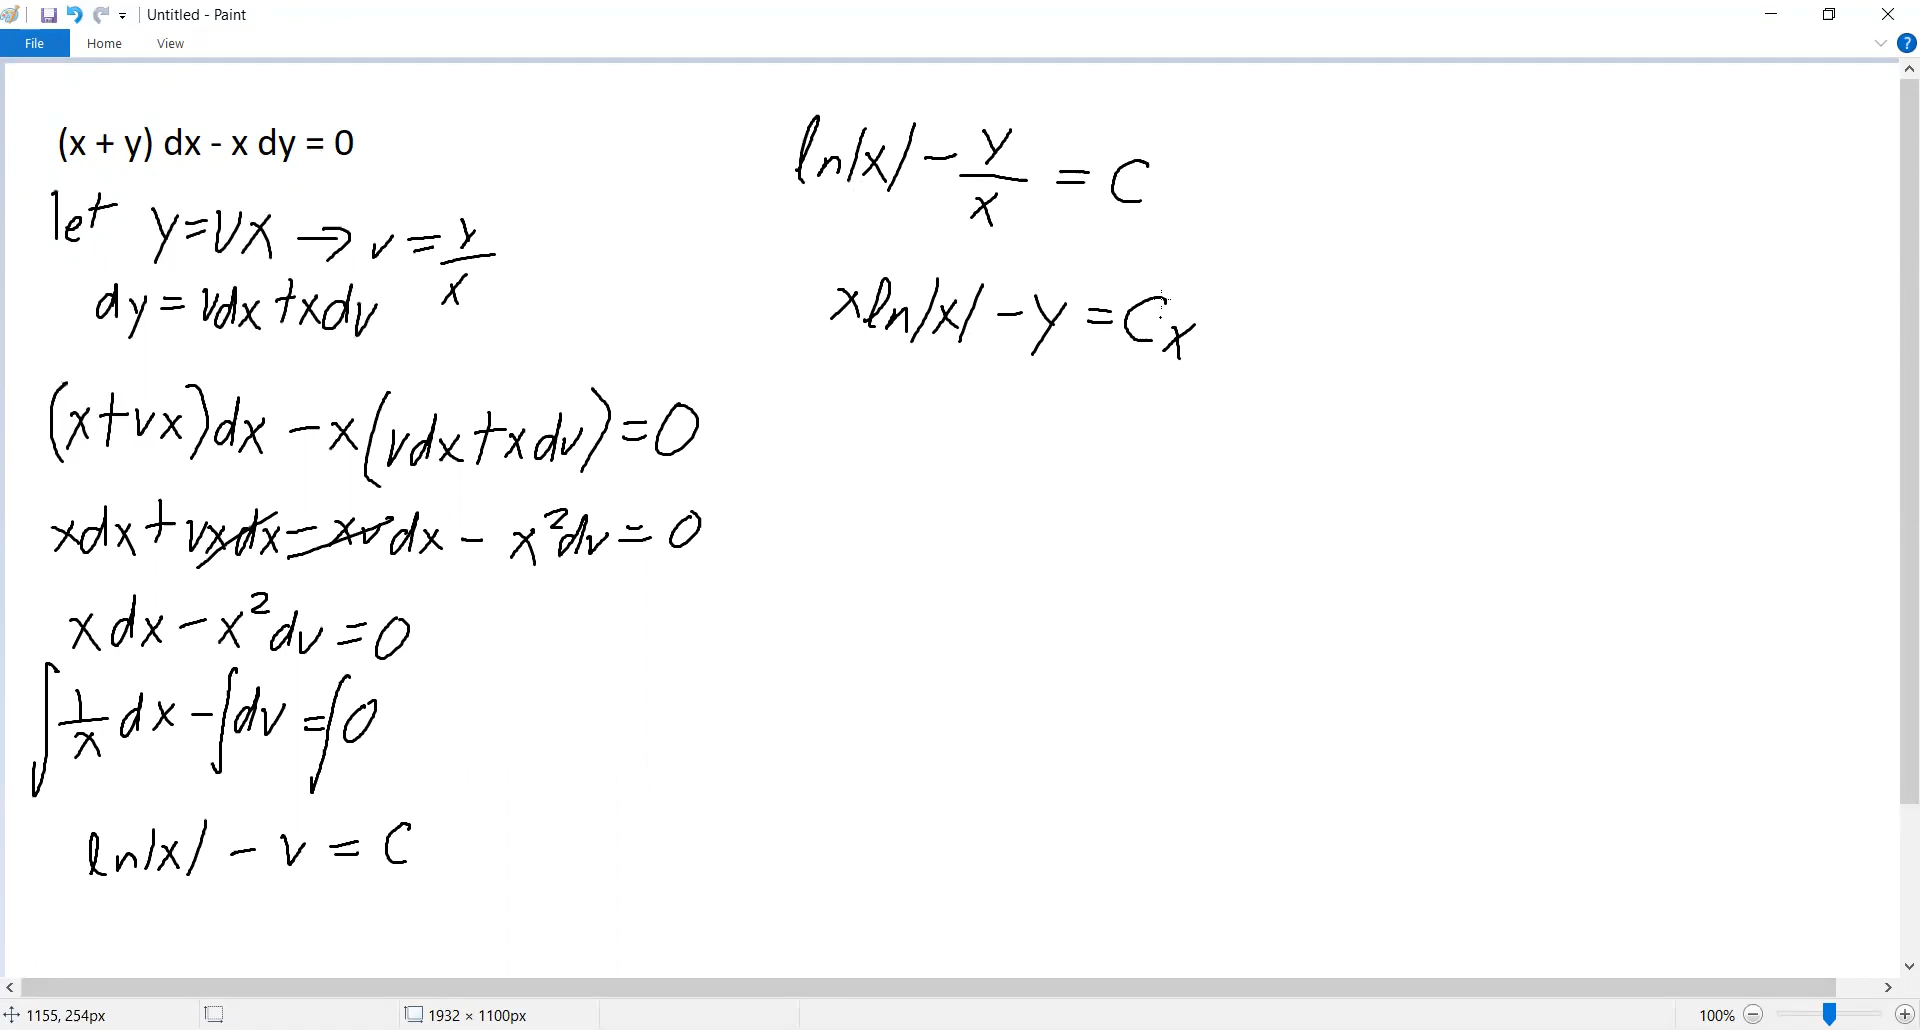 Untitled - Paint
File Home View
(x + y) dx - x dy = 0
let y=vx → v = y/x
dy = vdx + xdv
(x+vx)dx - x(vdx+xdv) = 0
xdx + vxdx - xvdx - x²dv = 0
xdx - x²dv = 0
∫1/x dx - ∫dv = ∫0
ln|x| - v = C
ln|x| - y/x = C
xln|x| - y = Cx
1155, 254px 1932 × 1100px 100%